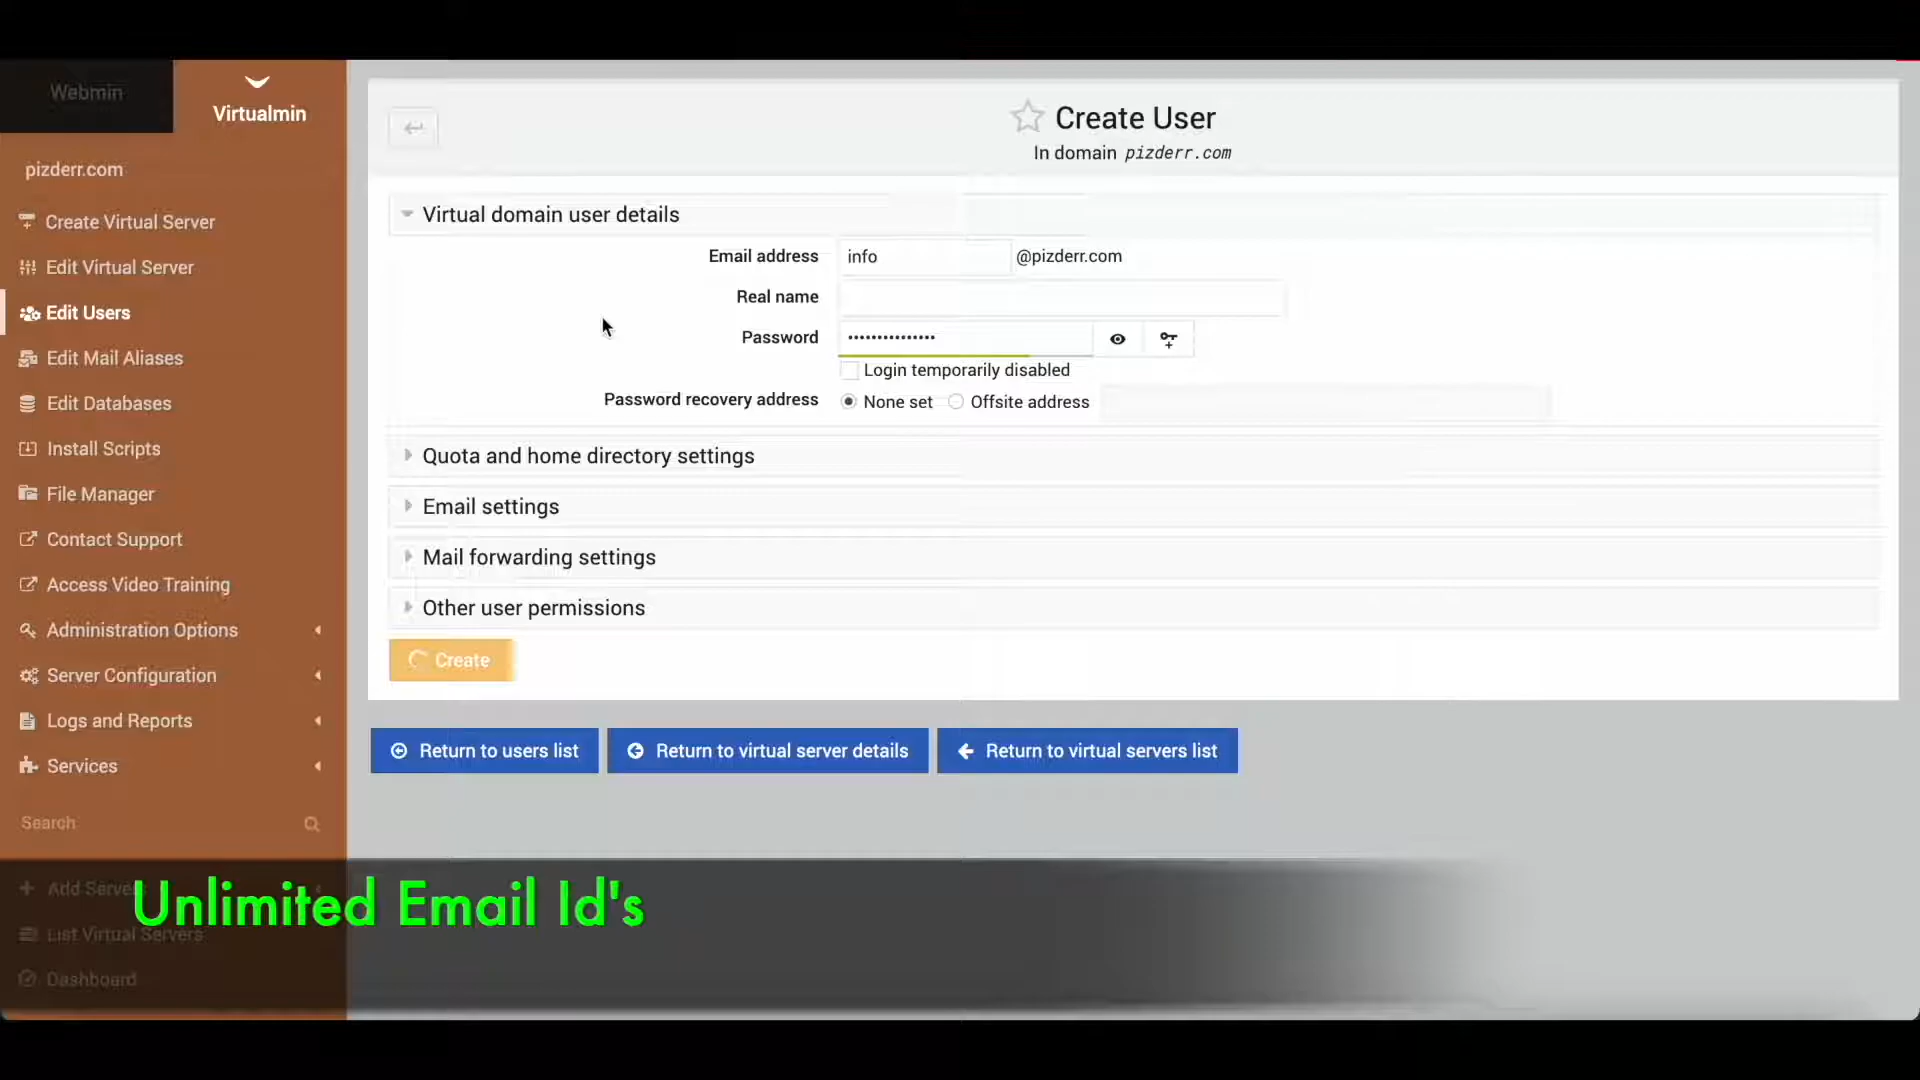 Webmin
Virtualmin
pizderr.com
Create Virtual Server
Edit Virtual Server
Edit Users
Edit Mail Aliases
Edit Databases
Install Scripts
File Manager
Contact Support
Access Video Training
Administration Options
Server Configuration
Logs and Reports
Services
Search
Add Server
List Virtual Servers
Dashboard
Create User
In domain pizderr.com
Virtual domain user details
Email address info @pizderr.com
Real name
Password •••••••••••••••
Login temporarily disabled
Password recovery address None set Offsite address
Quota and home directory settings
Email settings
Mail forwarding settings
Other user permissions
Create
Return to users list Return to virtual server details Return to virtual servers list
Unlimited Email Id's